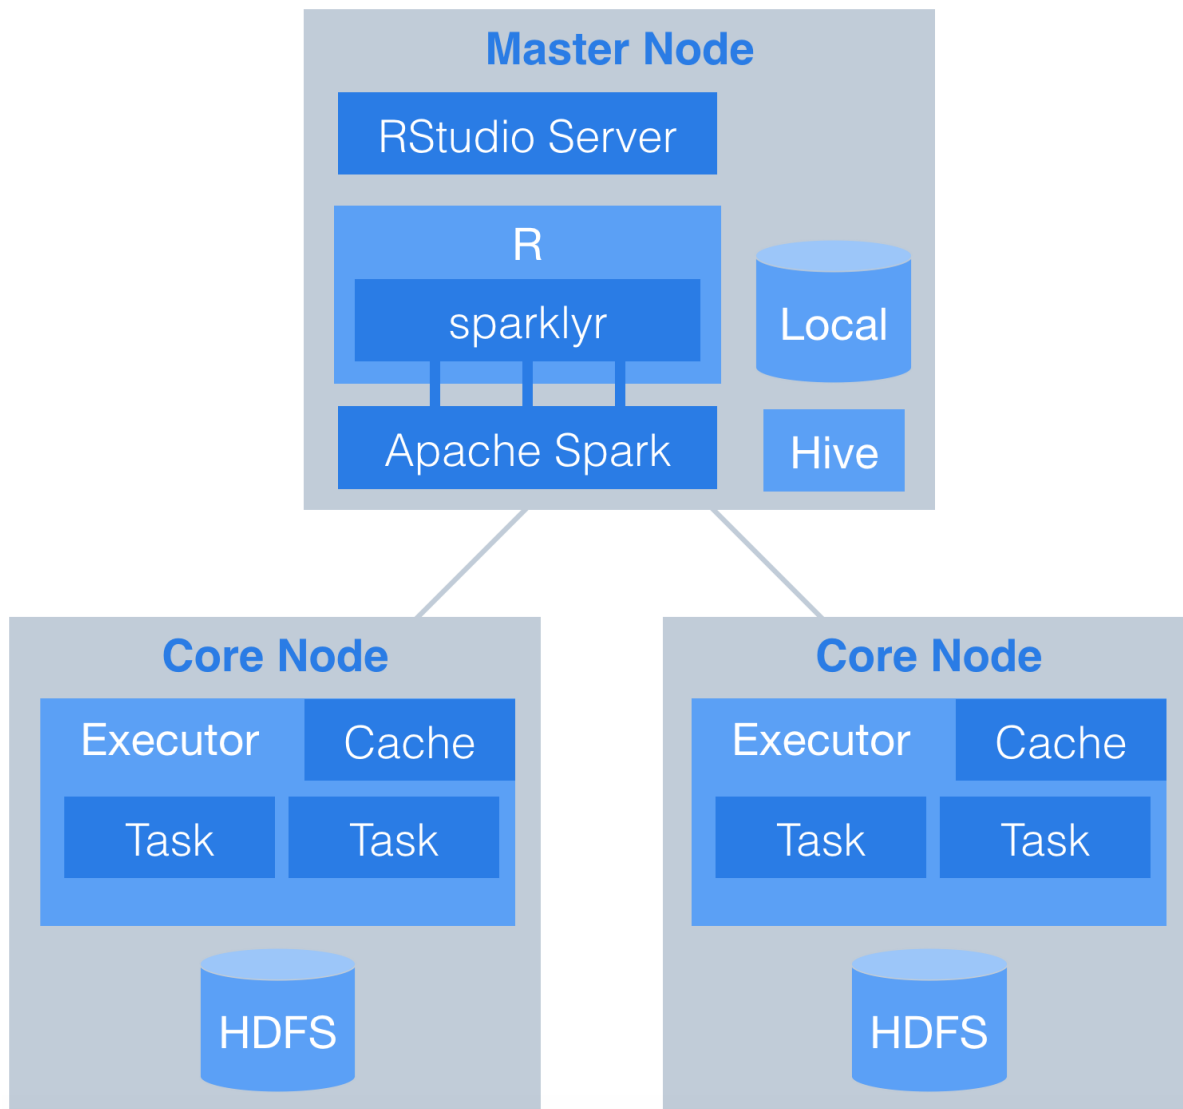 Master Node
RStudio Server
R
sparklyr
Local
Apache Spark
Hive
Core Node
Executor
Cache
Task
Task
HDFS
Core Node
Executor
Cache
Task
Task
HDFS